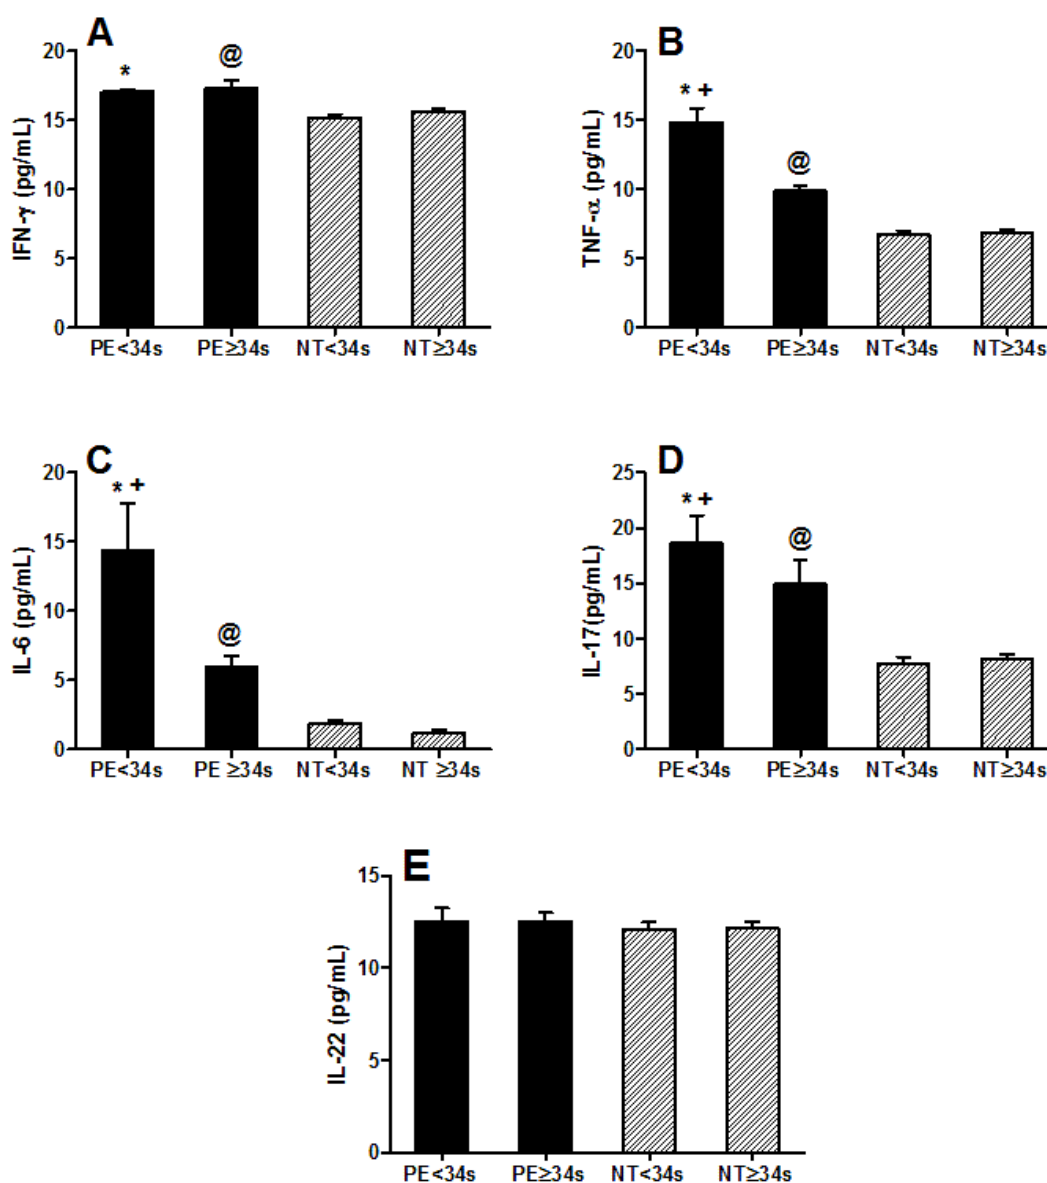 A
20
15
10
5
0
IFN-γ (pg/mL)
*
@
PE<34s PE≥34s NT<34s NT≥34s
B
20
15
10
5
0
TNF-α (pg/mL)
* +
@
PE<34s PE≥34s NT<34s NT≥34s
C
20
15
10
5
0
IL-6 (pg/mL)
* +
@
PE<34s PE ≥34s NT<34s NT ≥34s
D
25
20
15
10
5
0
IL-17(pg/mL)
* +
@
PE<34s PE≥34s NT<34s NT≥34s
E
15
10
5
0
IL-22 (pg/mL)
PE<34s PE≥34s NT<34s NT≥34s